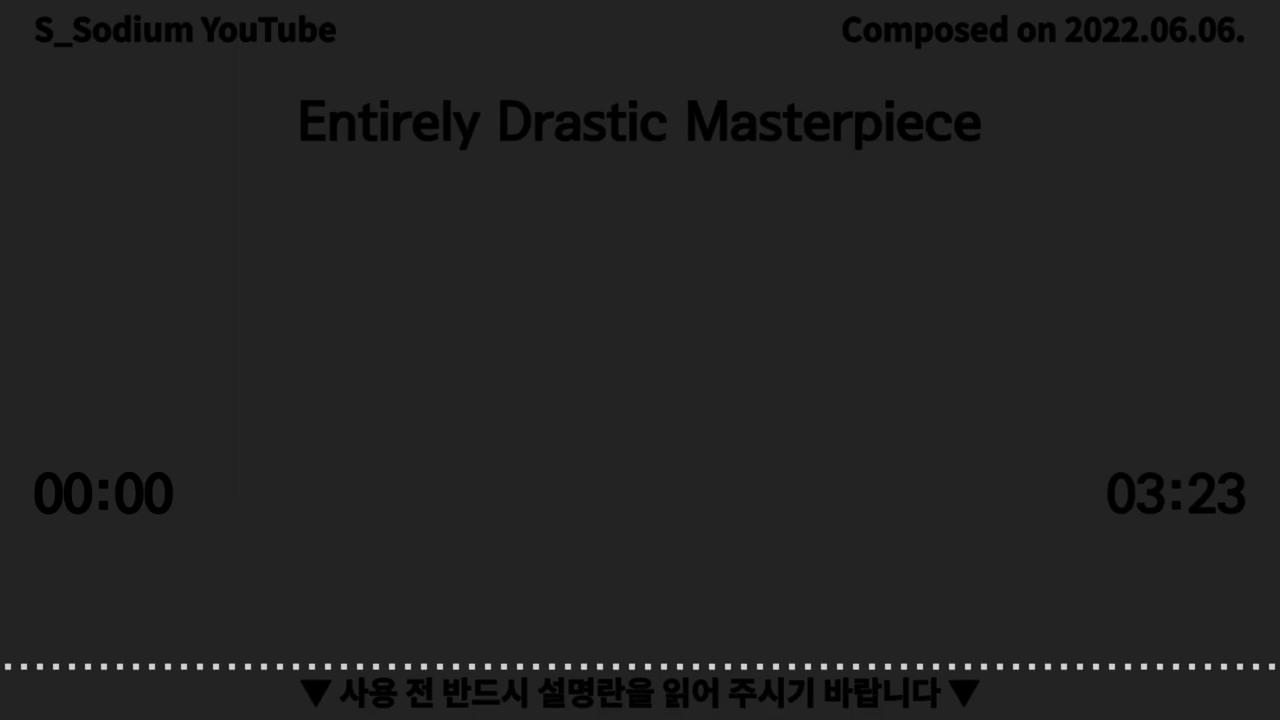 S_Sodium YouTube
Composed on 2022.06.06.
Entirely Drastic Masterpiece
00:00
03:23
▼ 사용 전 반드시 설명란을 읽어 주시기 바랍니다 ▼